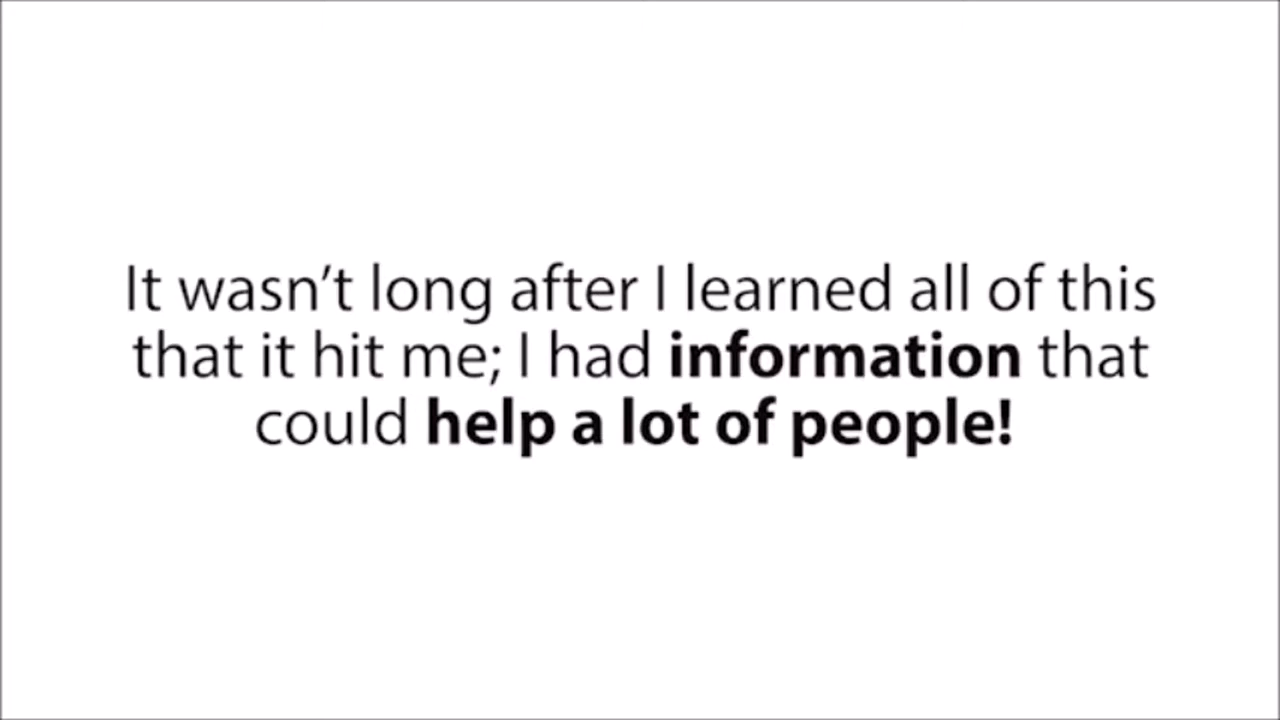 It wasn’t long after I learned all of this
that it hit me; I had information that
could help a lot of people!